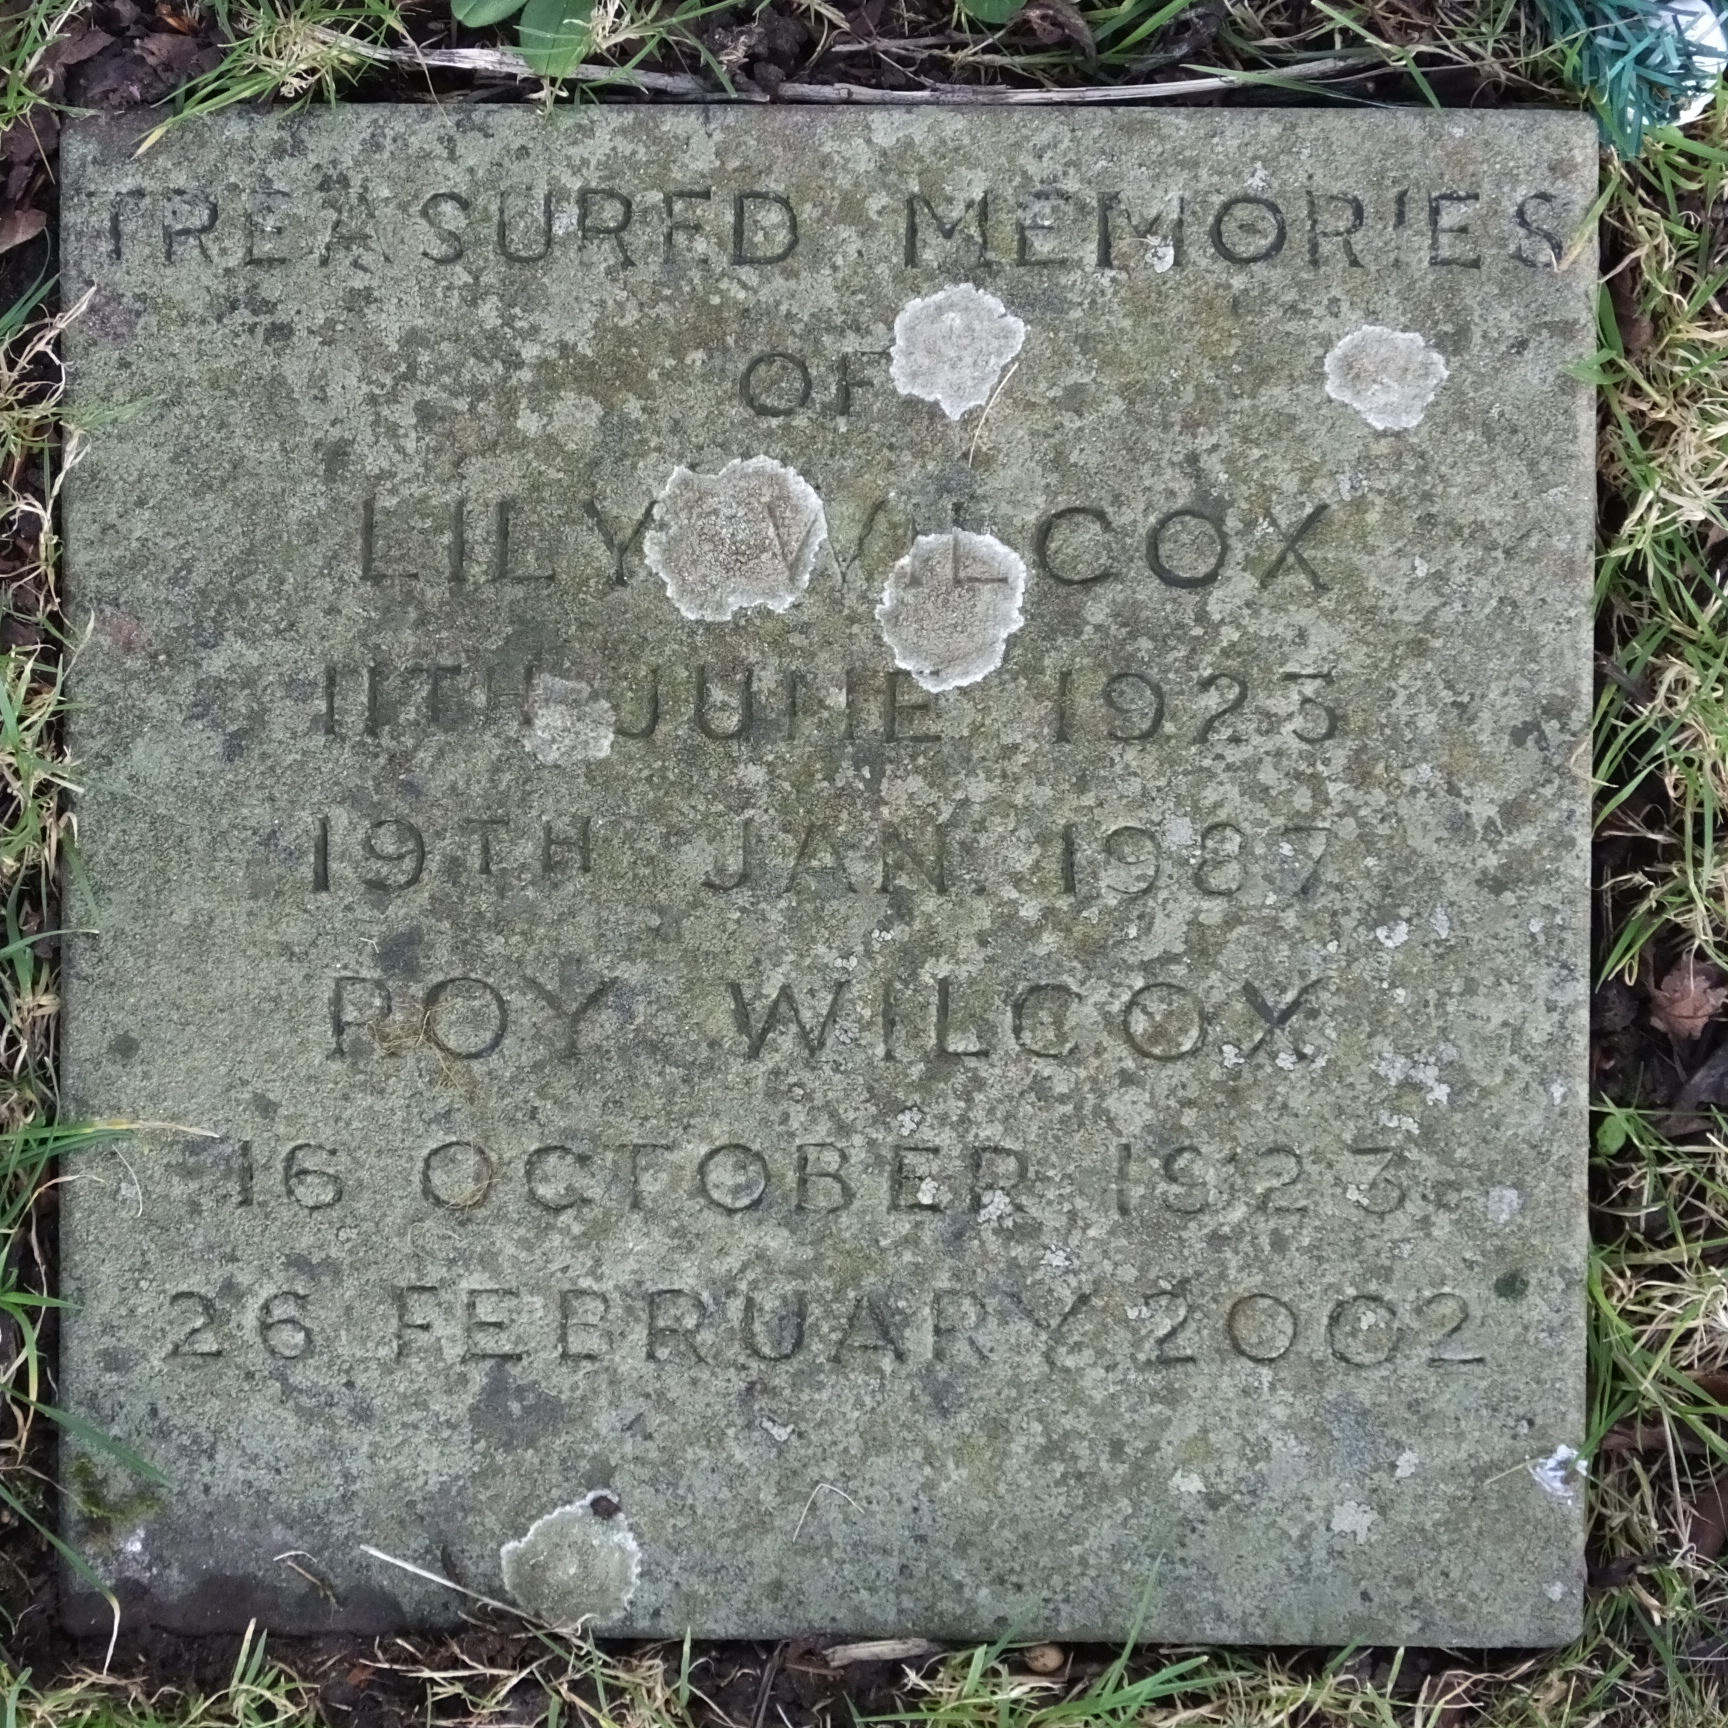 TREASURED MEMORIES
OF
LILY WILCOX
11TH JUNE 1923
19TH JAN. 1987
ROY WILCOX
16 OCTOBER 1923
26 FEBRUARY 2002